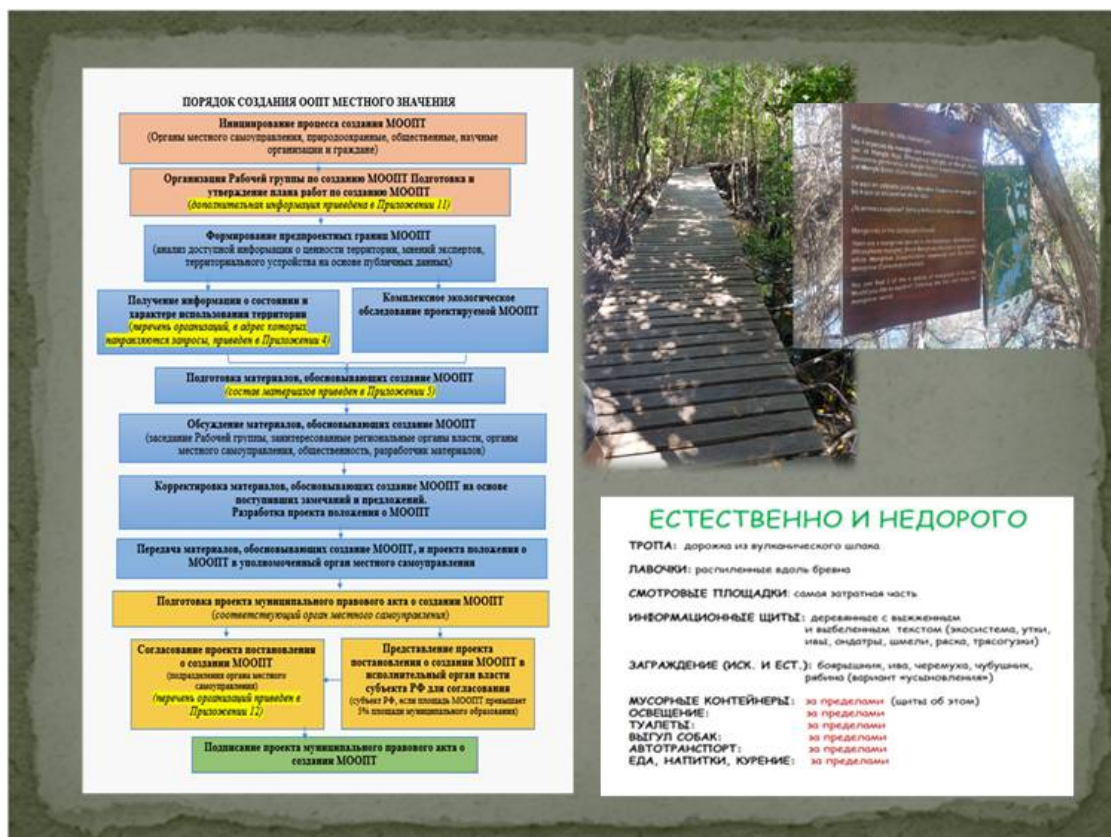 ПОРЯДОК СОЗДАНИЯ ООПТ МЕСТНОГО ЗНАЧЕНИЯ
Инициирование процесса создания МООПТ
(Органы местного самоуправления, природоохранные, общественные, научные
организации и граждане)
Организация Рабочей группы по созданию МООПТ Подготовка и
утверждение плана работ по созданию МООПТ
(дополнительная информация приведена в Приложении 11)
Формирование предпроектных границ МООПТ
(анализ доступной информации о ценности территории, мнений экспертов,
территориального устройства на основе публичных данных)
Получение информации о состоянии и
характере использования территории
(перечень организаций, в адрес которых
направляются запросы, приведен в Приложении 4)
Комплексное экологическое
обследование проектируемой МООПТ
Подготовка материалов, обосновывающих создание МООПТ
(состав материалов приведен в Приложении 5)
Обсуждение материалов, обосновывающих создание МООПТ
(заседание Рабочей группы, заинтересованные региональные органы власти, органы
местного самоуправления, общественность, разработчик материалов)
Корректировка материалов, обосновывающих создание МООПТ на основе
поступивших замечаний и предложений.
Разработка проекта положения о МООПТ
Передача материалов, обосновывающих создание МООПТ, и проекта положения о
МООПТ в уполномоченный орган местного самоуправления
Подготовка проекта муниципального правового акта о создании МООПТ
(соответствующий орган местного самоуправления)
Согласование проекта постановления
о создании МООПТ
(подразделения органа местного
самоуправления)
(перечень организаций приведен в
Приложении 12)
Представление проекта
постановления о создании МООПТ в
исполнительный орган власти
субъекта РФ для согласования
(субъект РФ, если площадь МООПТ превышает
5% площади муниципального образования)
Подписание проекта муниципального правового акта о
создании МООПТ
ЕСТЕСТВЕННО И НЕДОРОГО
ТРОПА: дорожка из вулканического шлака
ЛАВОЧКИ: распиленные вдоль бревна
СМОТРОВЫЕ ПЛОЩАДКИ: самая затратная часть
ИНФОРМАЦИОННЫЕ ЩИТЫ: деревянные с выжженным
и выбеленным текстом (экосистема, утки,
ивы, ондатры, шмели, ряска, трясогузки)
ЗАГРАЖДЕНИЕ (ИСК. И ЕСТ.): боярышник, ива, черемуха, чубушник,
рябина (вариант «усыновления»)
МУСОРНЫЕ КОНТЕЙНЕРЫ: за пределами (щиты об этом)
ОСВЕЩЕНИЕ: за пределами
ТУАЛЕТЫ: за пределами
ВЫГУЛ СОБАК: за пределами
АВТОТРАНСПОРТ: за пределами
ЕДА, НАПИТКИ, КУРЕНИЕ: за пределами